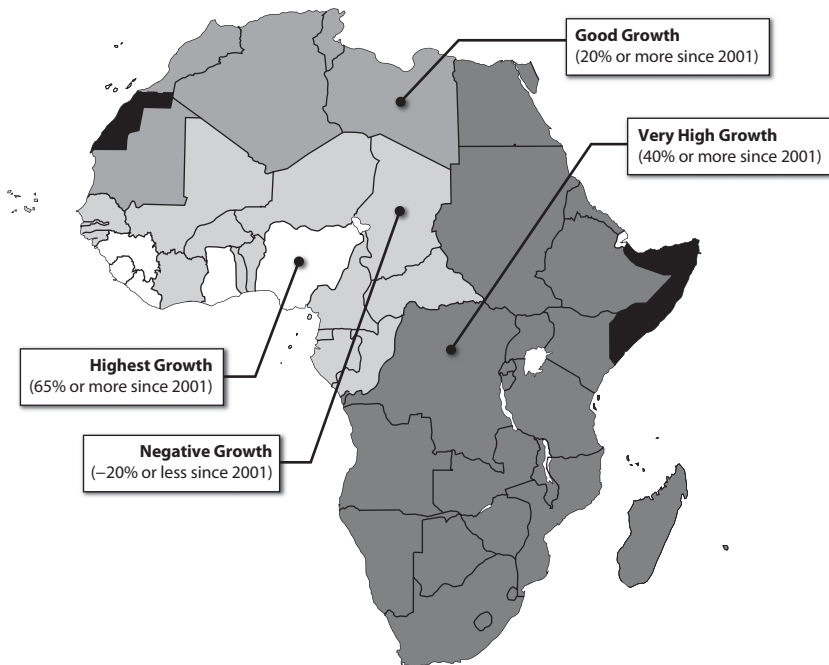 Good Growth
(20% or more since 2001)
Very High Growth
(40% or more since 2001)
Highest Growth
(65% or more since 2001)
Negative Growth
(−20% or less since 2001)